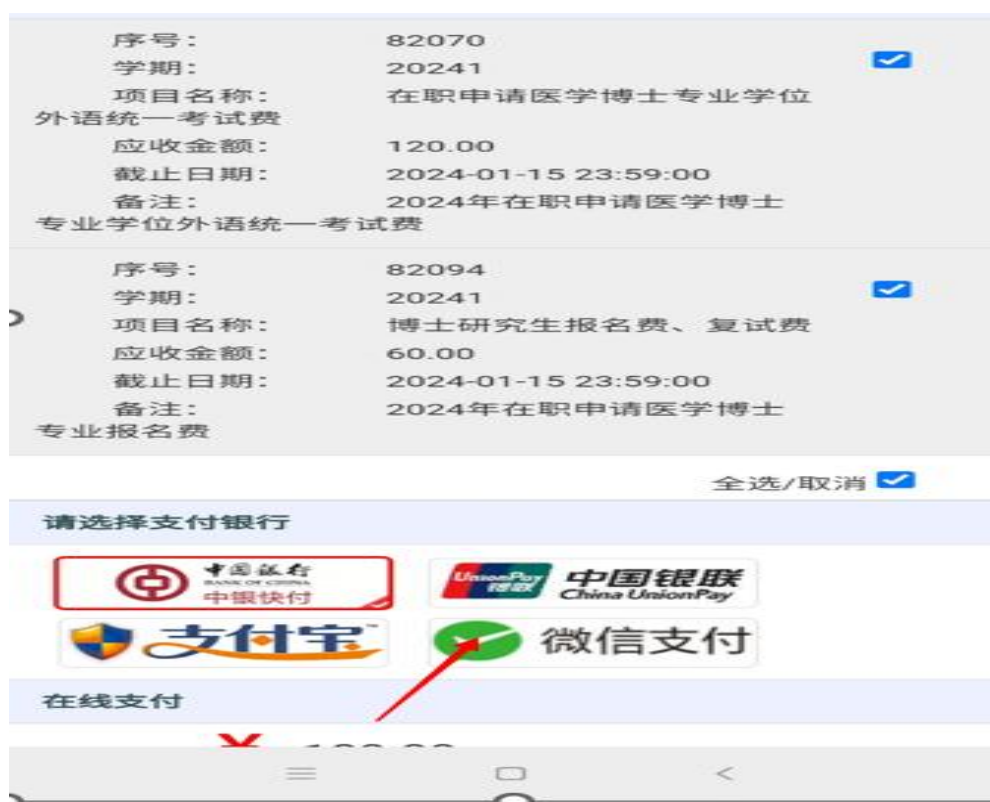 序号: 82070
学期: 20241
项目名称: 在职申请医学博士专业学位
外语统一考试费
应收金额: 120.00
截止日期: 2024-01-15 23:59:00
备注: 2024年在职申请医学博士
专业学位外语统一考试费
序号: 82094
学期: 20241
项目名称: 博士研究生报名费、复试费
应收金额: 60.00
截止日期: 2024-01-15 23:59:00
备注: 2024年在职申请医学博士
专业报名费
全选/取消
请选择支付银行
中国银行
BANK OF CHINA
中银快付
UnionPay
银联
中国银联
China UnionPay
支付宝
微信支付
在线支付
¥